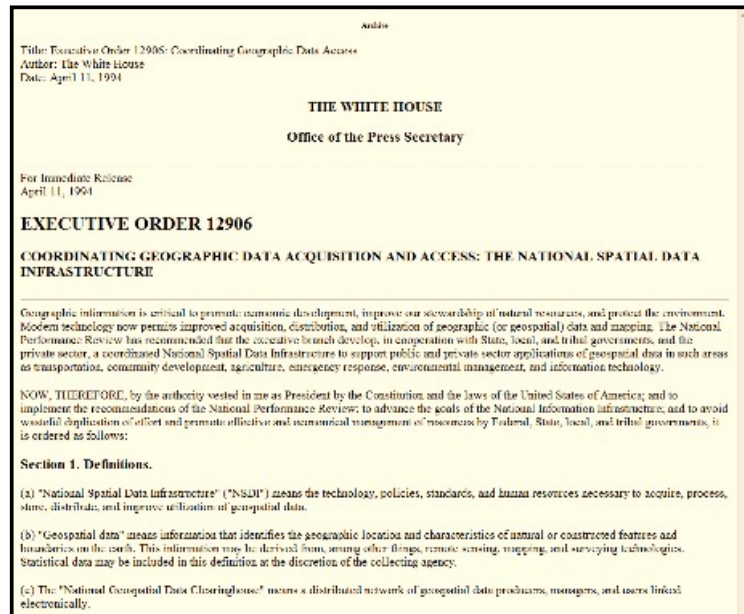 Archive
Title: Executive Order 12906: Coordinating Geographic Data Access
Author: The White House
Date: April 11, 1994
THE WHITE HOUSE
Office of the Press Secretary
For Immediate Release
April 11, 1994
EXECUTIVE ORDER 12906
COORDINATING GEOGRAPHIC DATA ACQUISITION AND ACCESS: THE NATIONAL SPATIAL DATA
INFRASTRUCTURE
Geographic information is critical to promote economic development, improve our stewardship of natural resources, and protect the environment.
Modern technology now permits improved acquisition, distribution, and utilization of geographic (or geospatial) data and mapping. The National
Performance Review has recommended that the executive branch develop, in cooperation with State, local, and tribal governments, and the
private sector, a coordinated National Spatial Data Infrastructure to support public and private sector applications of geospatial data in such areas
as transportation, community development, agriculture, emergency response, environmental management, and information technology.
NOW, THEREFORE, by the authority vested in me as President by the Constitution and the laws of the United States of America; and to
implement the recommendations of the National Performance Review; to advance the goals of the National Information Infrastructure; and to avoid
wasteful duplication of effort and promote effective and economical management of resources by Federal, State, local, and tribal governments, it
is ordered as follows:
Section 1. Definitions.
(a) "National Spatial Data Infrastructure" ("NSDI") means the technology, policies, standards, and human resources necessary to acquire, process,
store, distribute, and improve utilization of geospatial data.
(b) "Geospatial data" means information that identifies the geographic location and characteristics of natural or constructed features and
boundaries on the earth. This information may be derived from, among other things, remote sensing, mapping, and surveying technologies.
Statistical data may be included in this definition at the discretion of the collecting agency.
(c) The "National Geospatial Data Clearinghouse" means a distributed network of geospatial data producers, managers, and users linked
electronically.